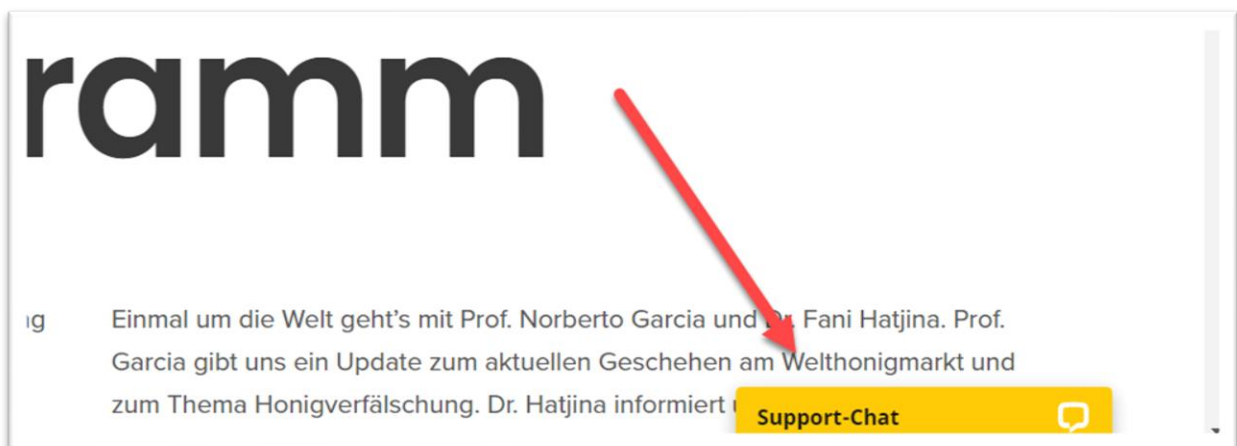 ramm
Einmal um die Welt geht's mit Prof. Norberto Garcia und Dr. Fani Hatjina. Prof.
Garcia gibt uns ein Update zum aktuellen Geschehen am Welthonigmarkt und
zum Thema Honigverfälschung. Dr. Hatjina informiert
Support-Chat